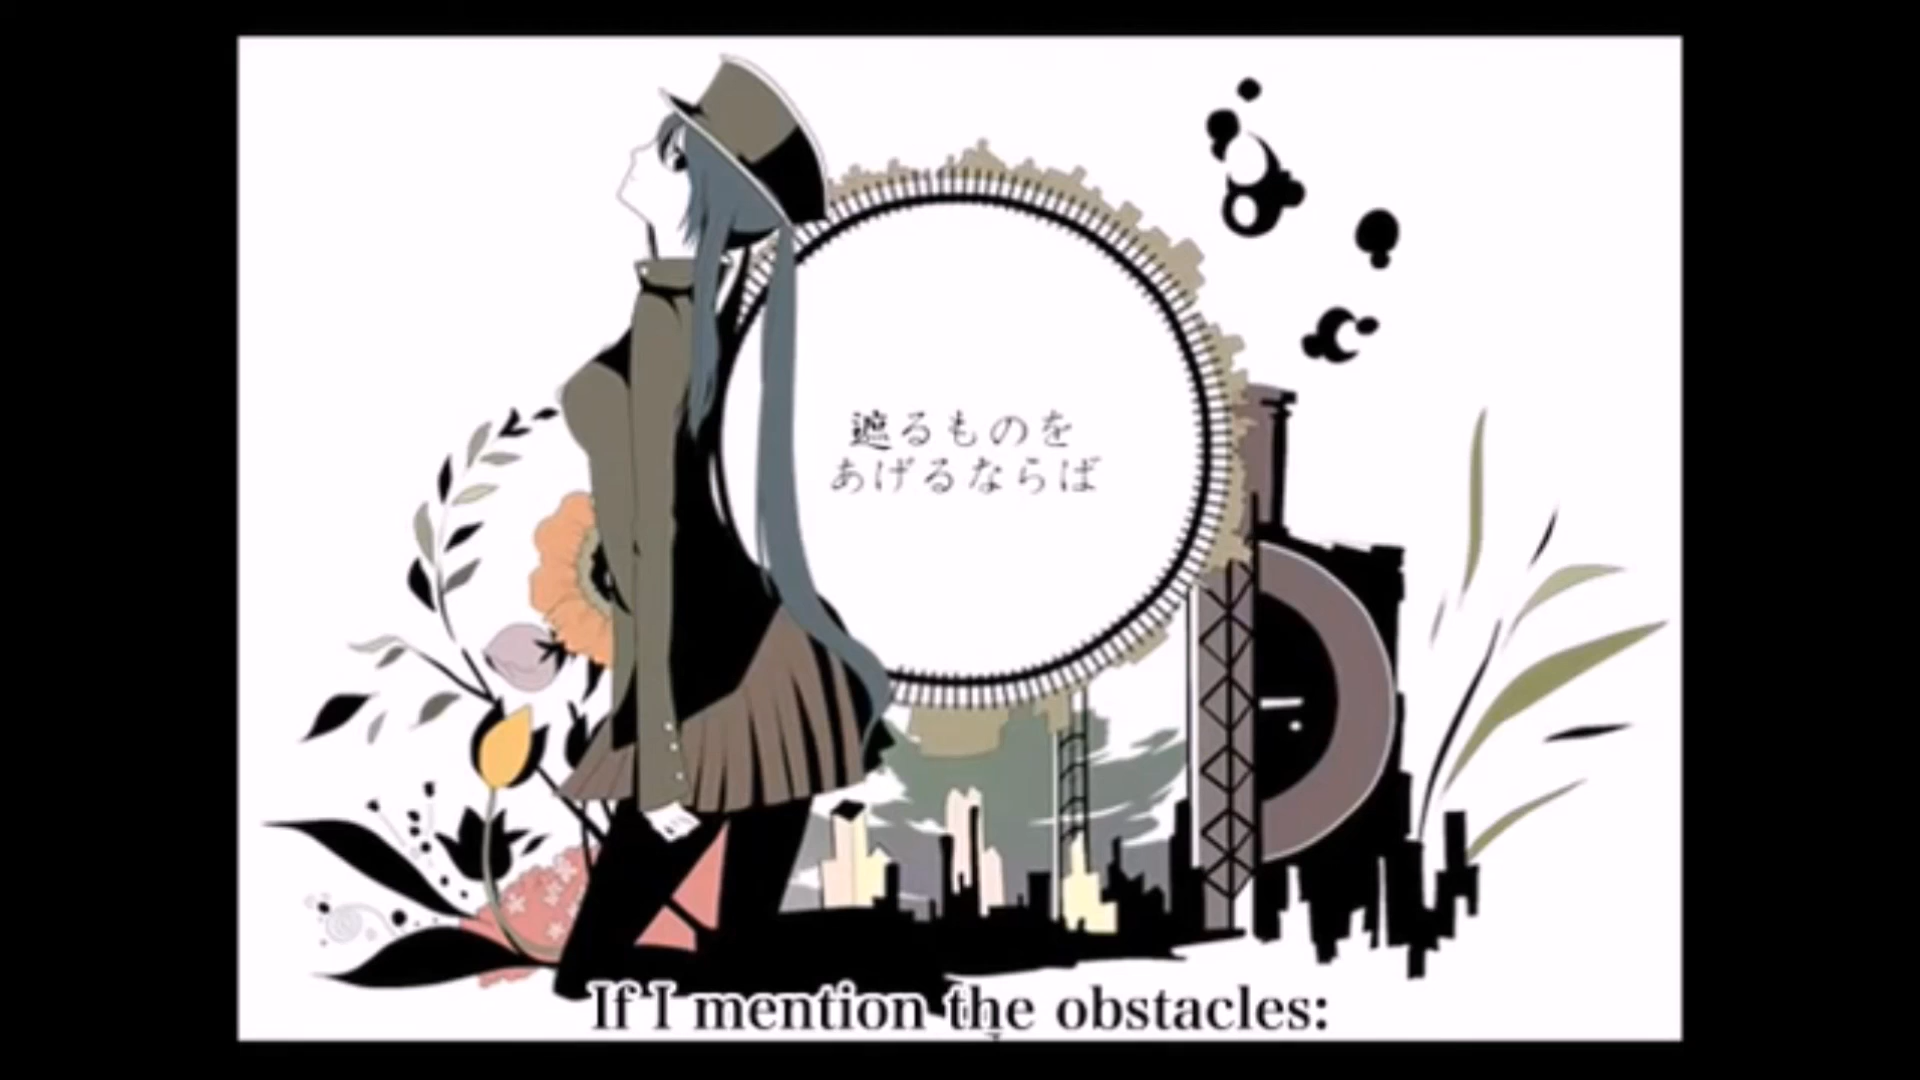 遮るものを
あげるならば
If I mention the obstacles: